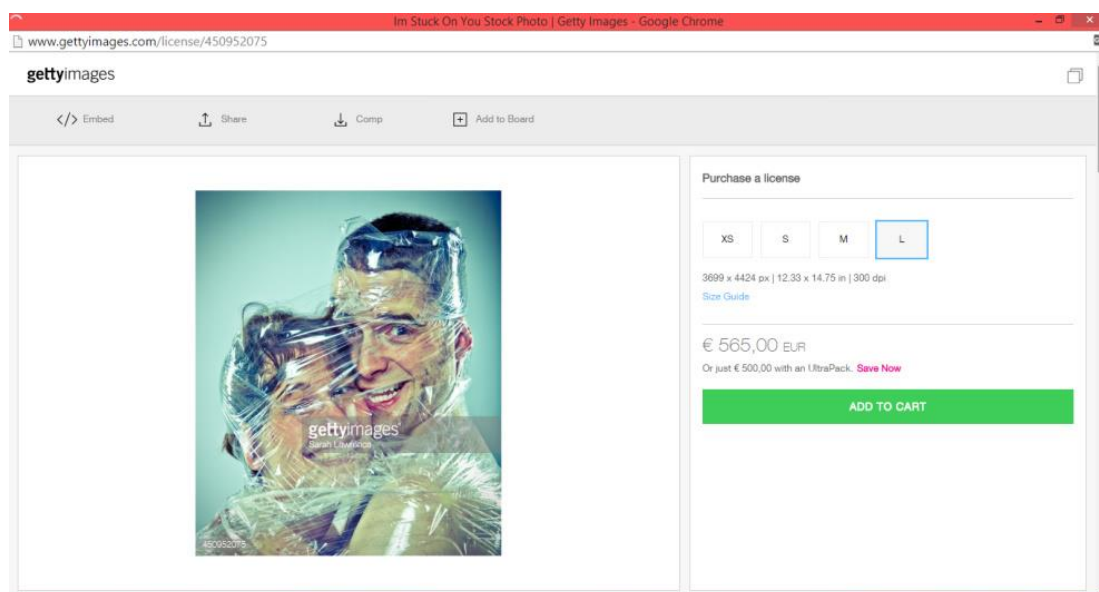 Im Stuck On You Stock Photo | Getty Images - Google Chrome
www.gettyimages.com/license/450952075
gettyimages
</> Embed
Share
Comp
Add to Board
gettyimages
Sarah Lawrence
450952075
Purchase a license
XS S M L
3699 x 4424 px | 12.33 x 14.75 in | 300 dpi
Size Guide
€ 565,00 EUR
Or just € 500,00 with an UltraPack. Save Now
ADD TO CART